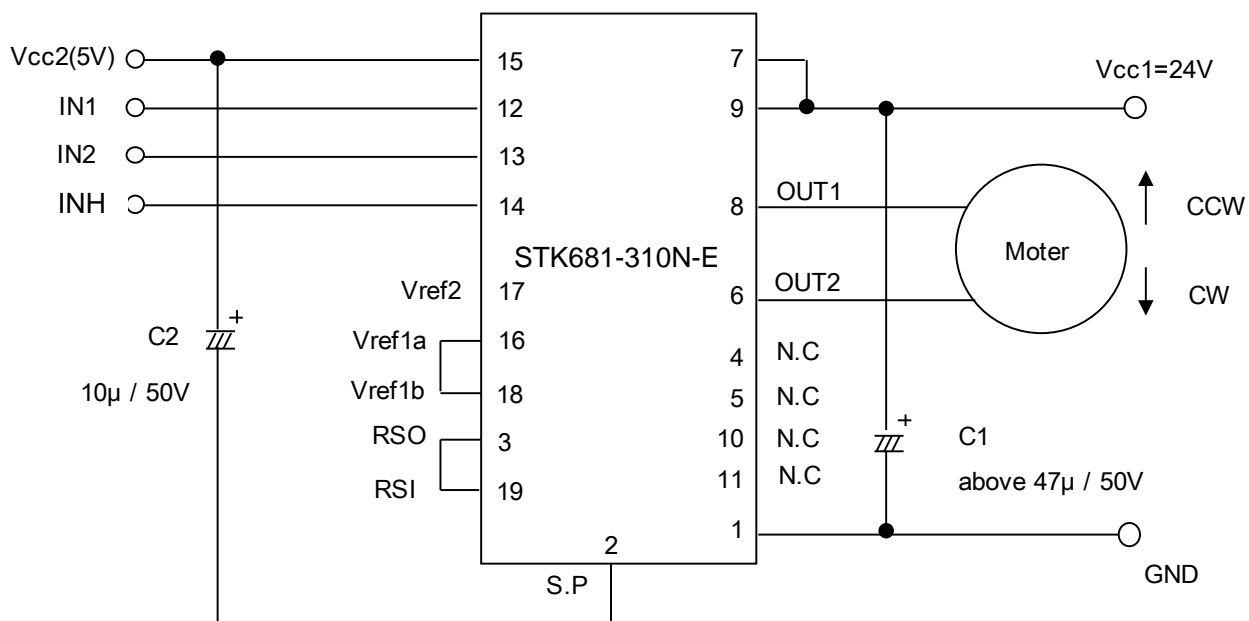 Vcc2(5V)
15
7
Vcc1=24V
IN1
12
9
IN2
13
INH
14
8
OUT1
CCW
STK681-310N-E
Moter
Vref2
17
6
OUT2
CW
C2
+
Vref1a
16
4
N.C
10µ / 50V
Vref1b
18
5
N.C
RSO
3
10
N.C
+
C1
RSI
19
11
N.C
above 47µ / 50V
1
2
S.P
GND